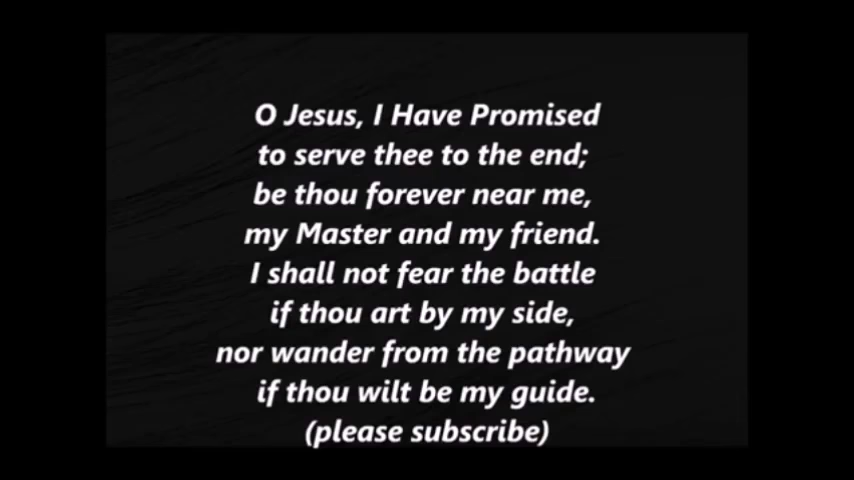 O Jesus, I Have Promised
to serve thee to the end;
be thou forever near me,
my Master and my friend.
I shall not fear the battle
if thou art by my side,
nor wander from the pathway
if thou wilt be my guide.
(please subscribe)